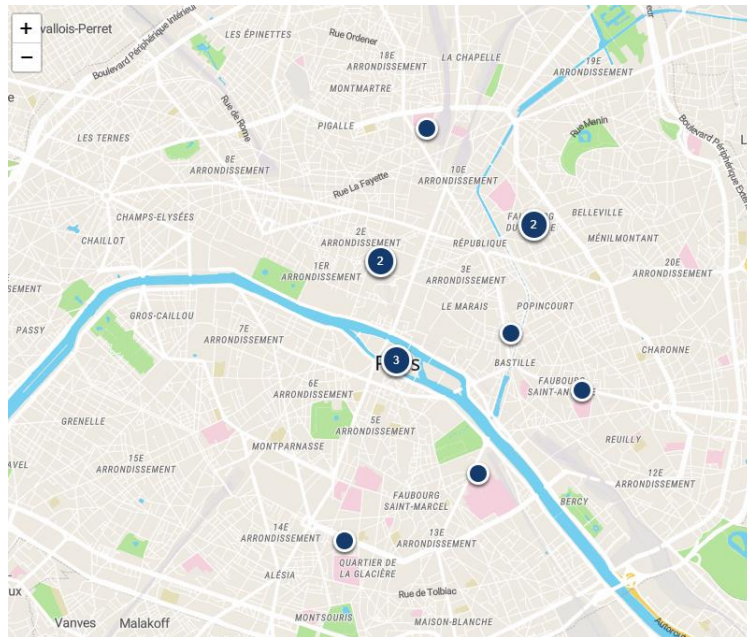 +
−
vallois-Perret
Boulevard Périphérique Intérieur
LES ÉPINETTES
Rue Ordener
18E
ARRONDISSEMENT
LA CHAPELLE
19E
ARRONDISSEMENT
MONTMARTRE
Rue de Rome
PIGALLE
Rue Manin
Boulevard Périphérique Exté
LES TERNES
8E
ARRONDISSEMENT
10E
ARRONDISSEMENT
Rue La Fayette
CHAMPS-ELYSÉES
2
BELLEVILLE
CHAILLOT
2E
ARRONDISSEMENT
RÉPUBLIQUE
MÉNILMONTANT
2
1ER
ARRONDISSEMENT
3E
ARRONDISSEMENT
20E
ARRONDISSEMENT
SEMENT
LE MARAIS
POPINCOURT
PASSY
GROS-CAILLOU
7E
ARRONDISSEMENT
3
BASTILLE
CHARONNE
6E
ARRONDISSEMENT
FAUBOURG
GRENELLE
5E
ARRONDISSEMENT
REUILLY
MONTPARNASSE
AVEL
15E
ARRONDISSEMENT
12E
ARRONDISSEMENT
FAUBOURG
SAINT-MARCEL
BERCY
14E
ARRONDISSEMENT
13E
ARRONDISSEMENT
QUARTIER DE
LA GLACIÈRE
ALÉSIA
Rue de Tolbiac
ux
Vanves
Malakoff
MONTSOURIS
MAISON-BLANCHE
Autoroute